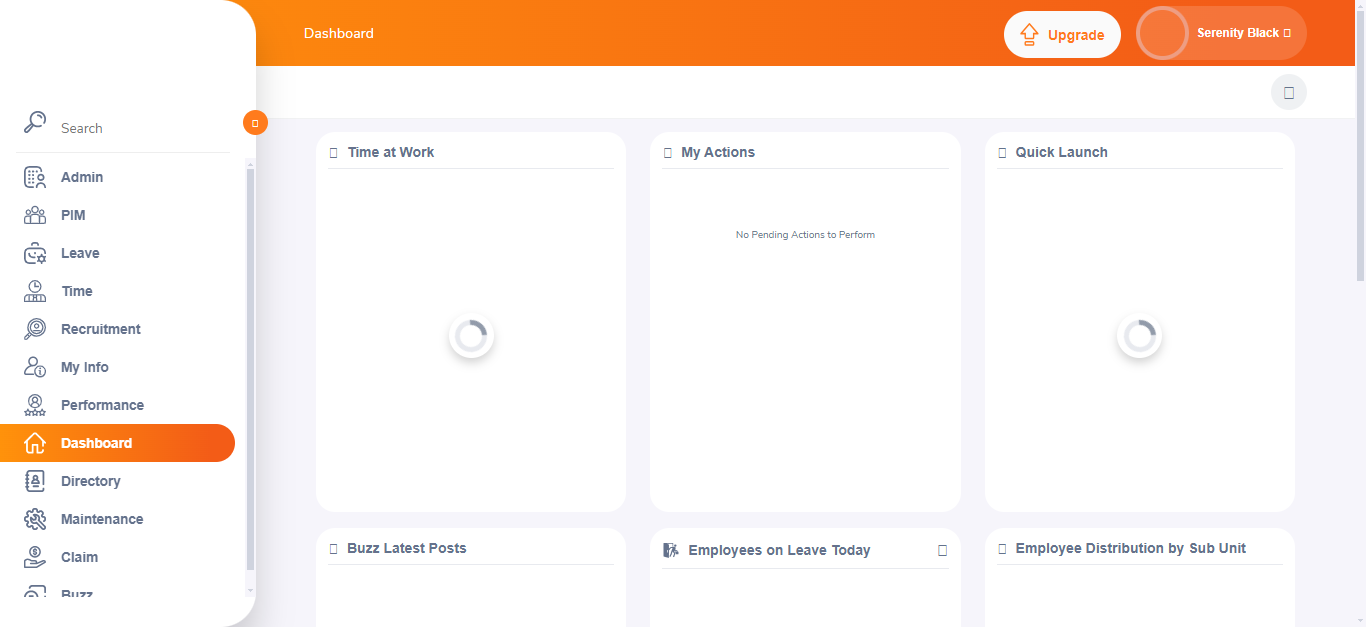 Dashboard
Upgrade
Serenity Black
Search
Admin
PIM
Leave
Time
Recruitment
My Info
Performance
Dashboard
Directory
Maintenance
Claim
Buzz
Time at Work
My Actions
No Pending Actions to Perform
Quick Launch
Buzz Latest Posts
Employees on Leave Today
Employee Distribution by Sub Unit